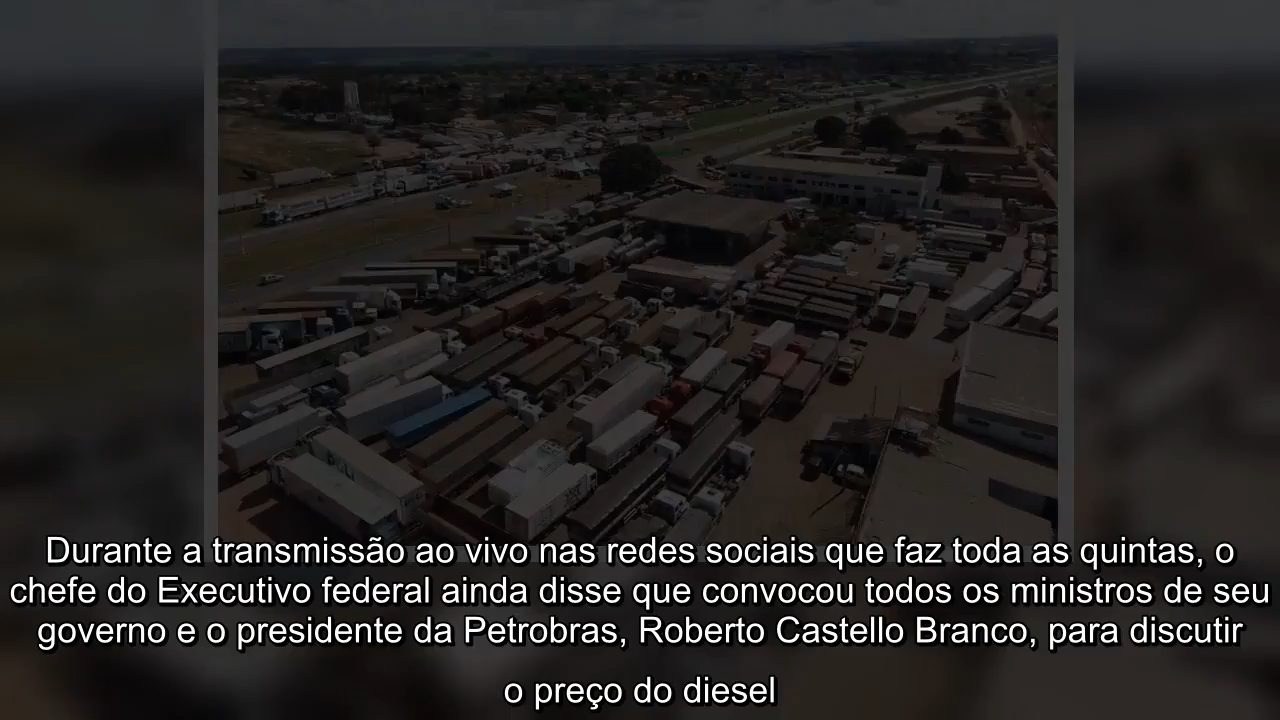 Durante a transmissão ao vivo nas redes sociais que faz toda as quintas, o
chefe do Executivo federal ainda disse que convocou todos os ministros de seu
governo e o presidente da Petrobras, Roberto Castello Branco, para discutir
o preço do diesel